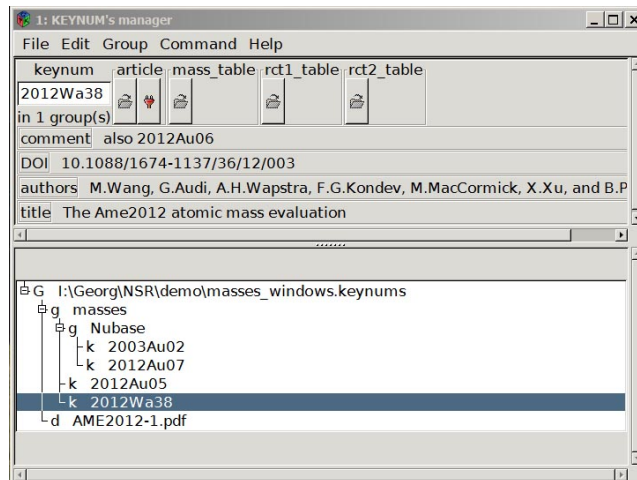 1: KEYNUM's manager
File Edit Group Command Help
keynum article mass_table rct1_table rct2_table
2012Wa38
in 1 group(s)
comment also 2012Au06
DOI 10.1088/1674-1137/36/12/003
authors M.Wang, G.Audi, A.H.Wapstra, F.G.Kondev, M.MacCormick, X.Xu, and B.P
title The Ame2012 atomic mass evaluation
G I:\Georg\NSR\demo\masses_windows.keynums
g masses
g Nubase
k 2003Au02
k 2012Au07
k 2012Au05
k 2012Wa38
d AME2012-1.pdf